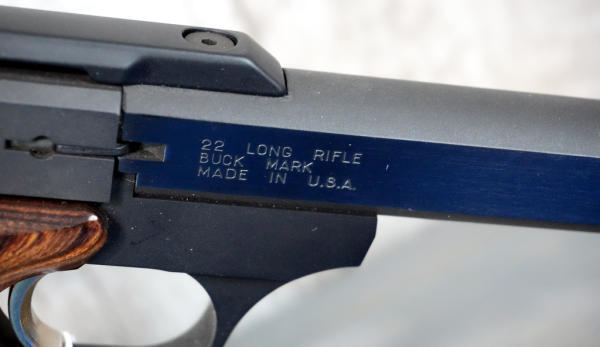 22 LONG RIFLE
BUCK MARK
MADE IN U.S.A.